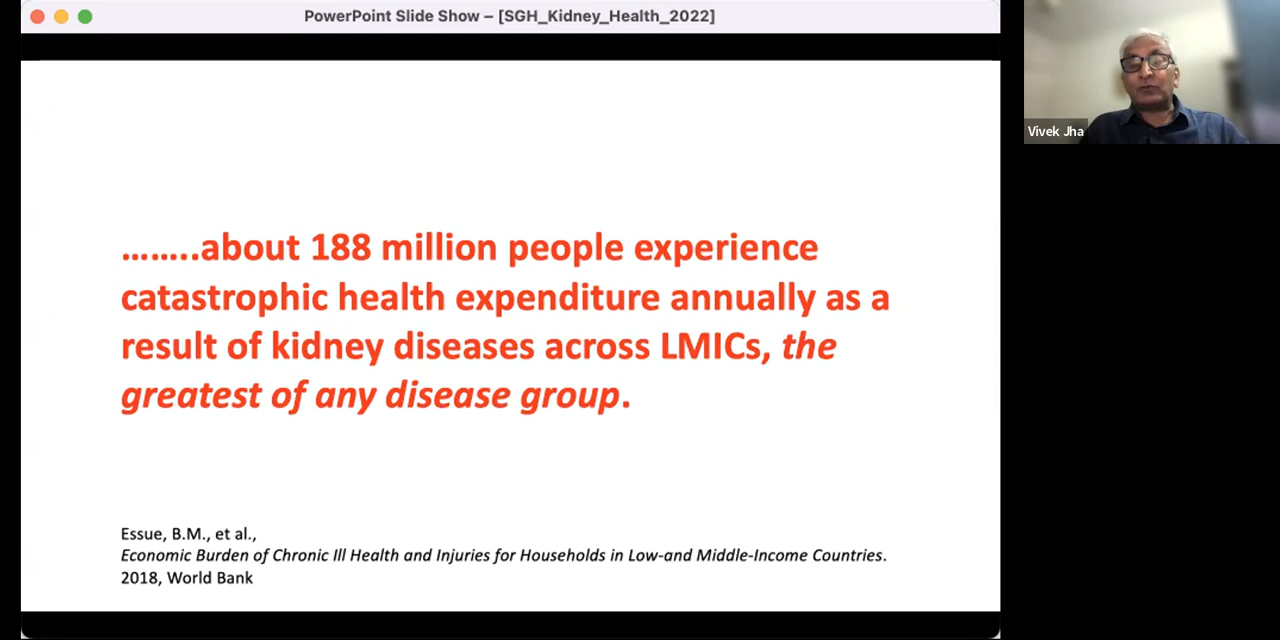 PowerPoint Slide Show – [SGH_Kidney_Health_2022]
Vivek Jha
........about 188 million people experience
catastrophic health expenditure annually as a
result of kidney diseases across LMICs, the
greatest of any disease group.
Essue, B.M., et al.,
Economic Burden of Chronic Ill Health and Injuries for Households in Low-and Middle-Income Countries.
2018, World Bank